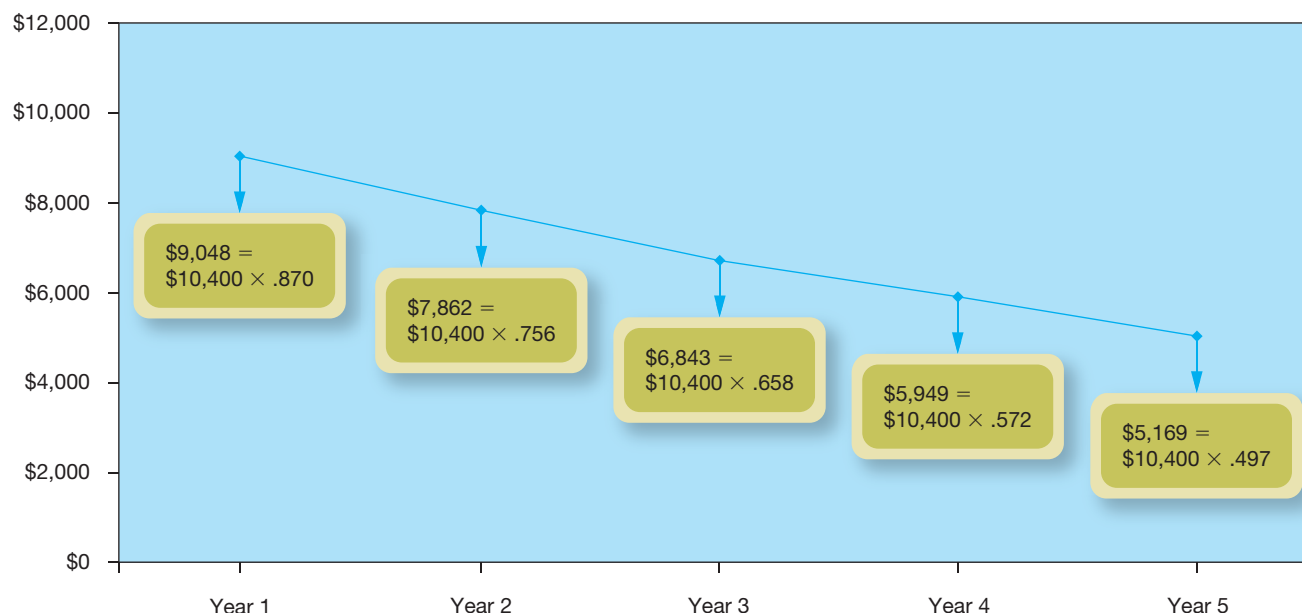 $12,000
$10,000
$8,000
$6,000
$4,000
$2,000
$0
$9,048 =
$10,400 × .870
$7,862 =
$10,400 × .756
$6,843 =
$10,400 × .658
$5,949 =
$10,400 × .572
$5,169 =
$10,400 × .497
Year 1
Year 2
Year 3
Year 4
Year 5